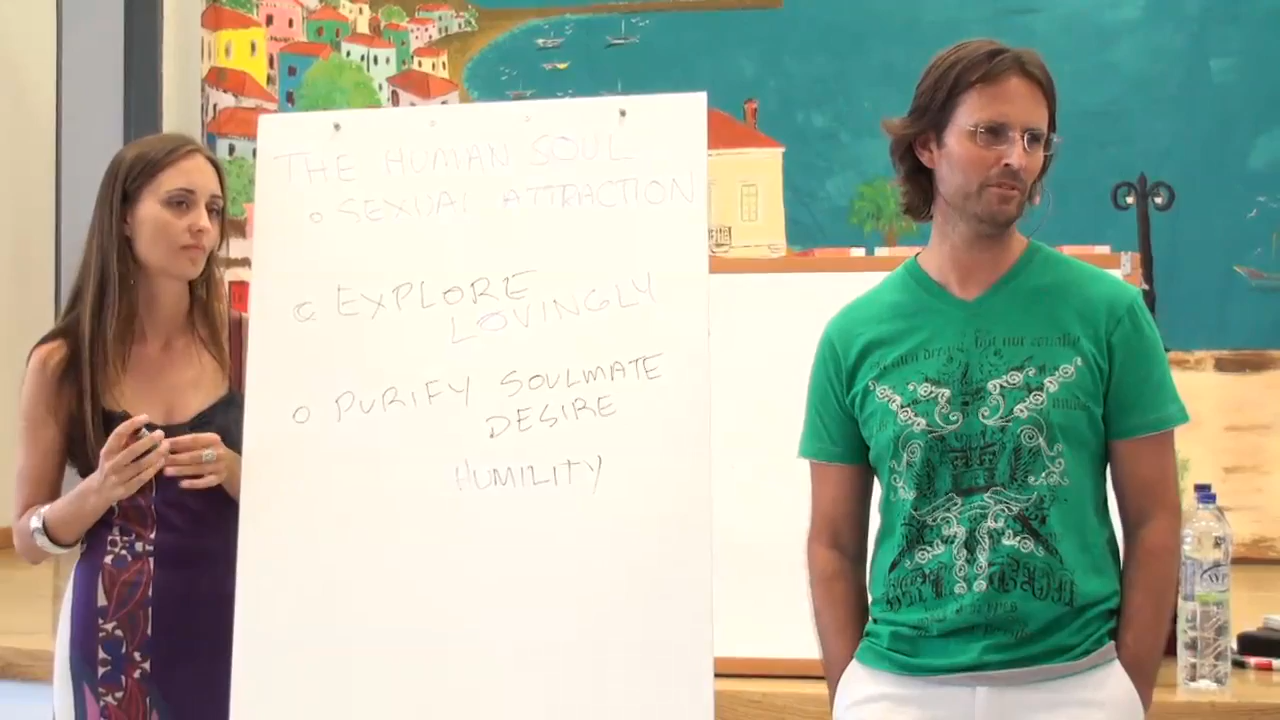 THE HUMAN SOUL
o SEXUAL ATTRACTION
o EXPLORE
LOVINGLY
o PURIFY SOULMATE
DESIRE
HUMILITY